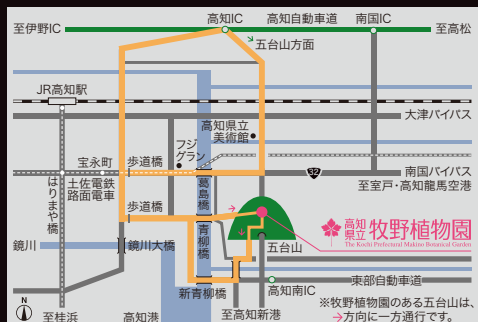 高知IC
高知自動車道
南国IC
至伊野IC
至高松
五台山方面
JR高知駅
大津バイパス
高知県立
美術館
フジ
グラン
宝永町
歩道橋
32
南国バイパス
土佐電鉄
路面電車
至室戸・高知龍馬空港
はりまや橋
葛島橋
歩道橋
高知
県立
牧野植物園
The Kochi Prefectural Makino Botanical Garden
青柳橋
鏡川
鏡川大橋
五台山
東部自動車道
新青柳橋
高知南IC
※牧野植物園のある五台山は、
→方向に一方通行です。
N
至桂浜
高知港
至高知新港